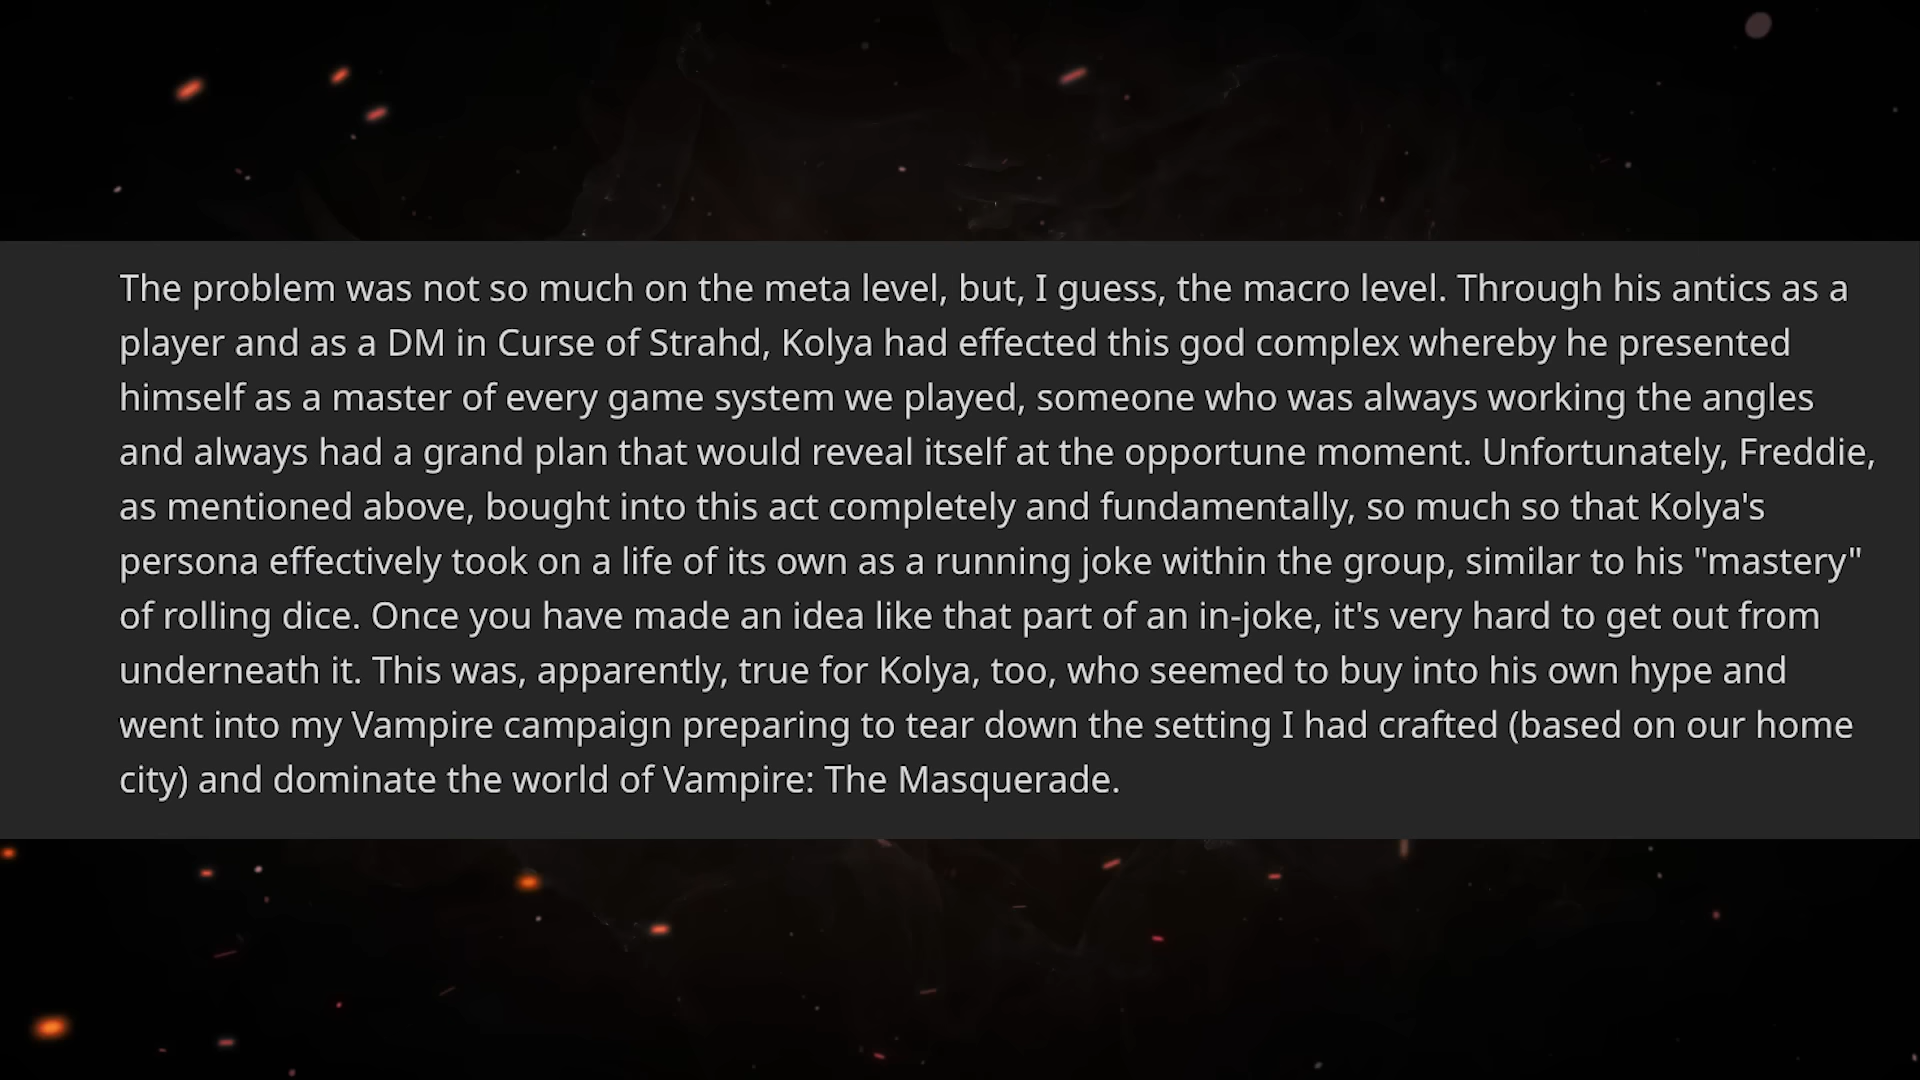 The problem was not so much on the meta level, but, I guess, the macro level. Through his antics as a
player and as a DM in Curse of Strahd, Kolya had effected this god complex whereby he presented
himself as a master of every game system we played, someone who was always working the angles
and always had a grand plan that would reveal itself at the opportune moment. Unfortunately, Freddie,
as mentioned above, bought into this act completely and fundamentally, so much so that Kolya's
persona effectively took on a life of its own as a running joke within the group, similar to his "mastery"
of rolling dice. Once you have made an idea like that part of an in-joke, it's very hard to get out from
underneath it. This was, apparently, true for Kolya, too, who seemed to buy into his own hype and
went into my Vampire campaign preparing to tear down the setting I had crafted (based on our home
city) and dominate the world of Vampire: The Masquerade.